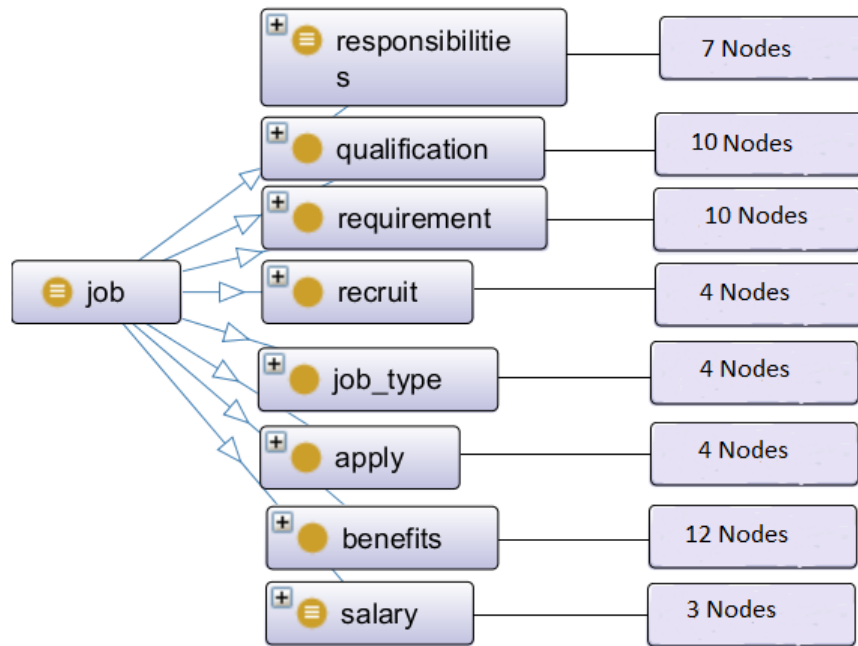 responsibilitie
s
7 Nodes
qualification
10 Nodes
requirement
10 Nodes
job
recruit
4 Nodes
job_type
4 Nodes
apply
4 Nodes
benefits
12 Nodes
salary
3 Nodes